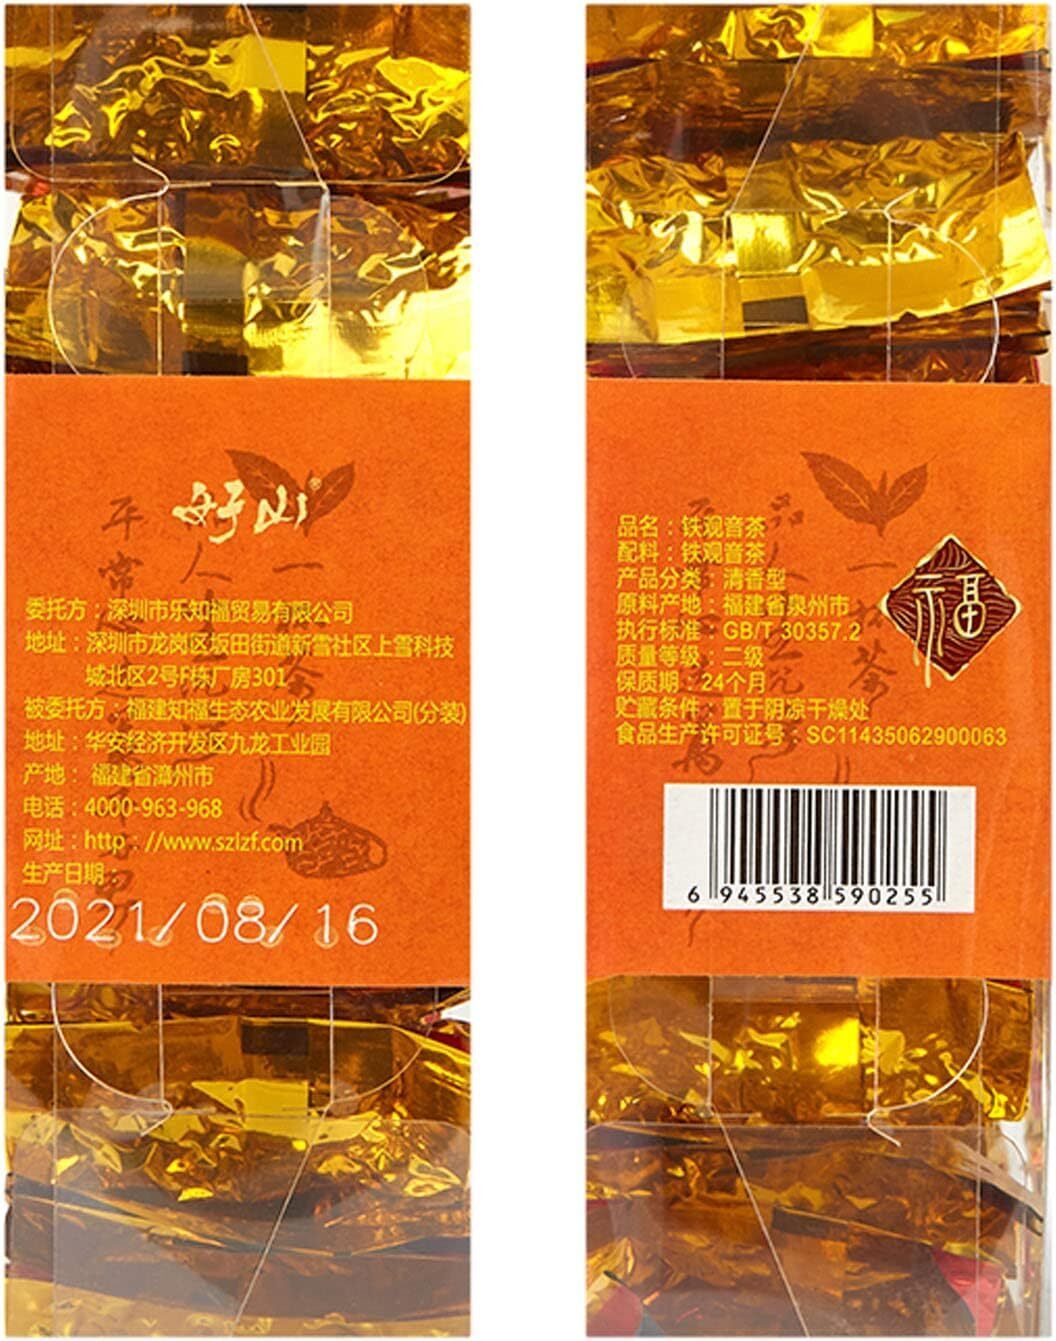 好山®
委托方：深圳市乐知福贸易有限公司
地址：深圳市龙岗区坂田街道新雪社区上雪科技
城北区2号F栋厂房301
被委托方：福建知福生态农业发展有限公司(分装)
地址：华安经济开发区九龙工业园
产地： 福建省漳州市
电话：4000-963-968
网址：http：//www.szlzf.com
生产日期：
2021/08/16
品名：铁观音茶
配料：铁观音茶
产品分类：清香型
原料产地：福建省泉州市
执行标准：GB/T 30357.2
质量等级：二级
保质期：24个月
贮藏条件：置于阴凉干燥处
食品生产许可证号：SC11435062900063
福
6 945538 590255